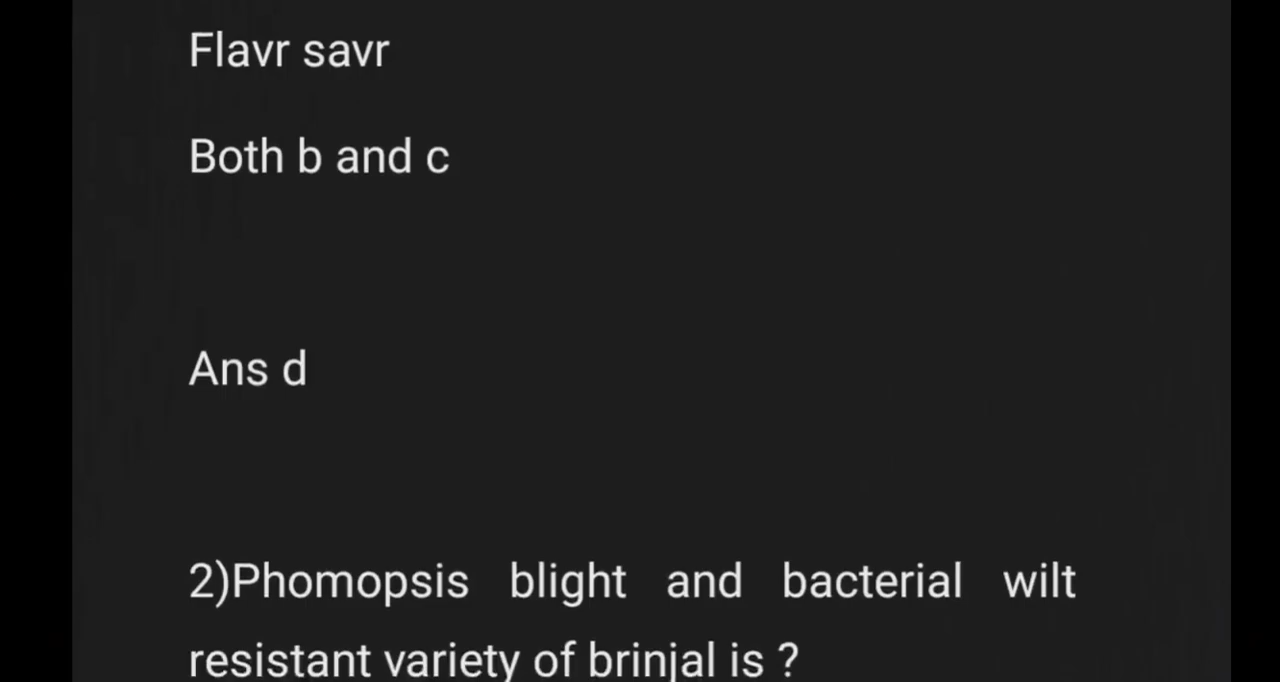 Flavr savr
Both b and c
Ans d
2)Phomopsis blight and bacterial wilt
resistant variety of brinjal is ?